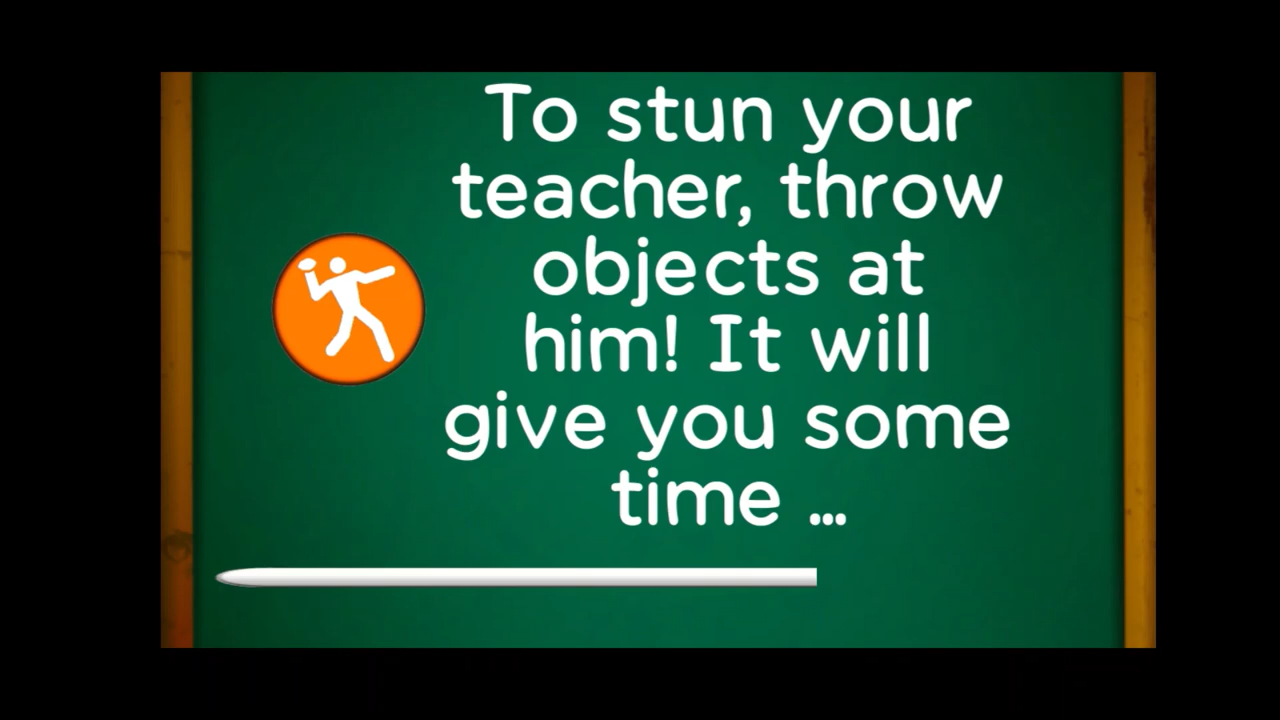 To stun your
teacher, throw
objects at
him! It will
give you some
time ...